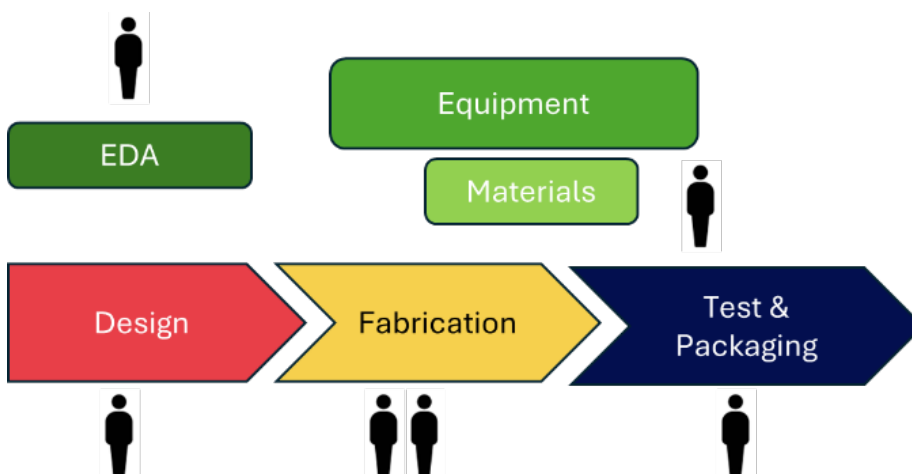 EDA
Equipment
Materials
Design
Fabrication
Test &
Packaging